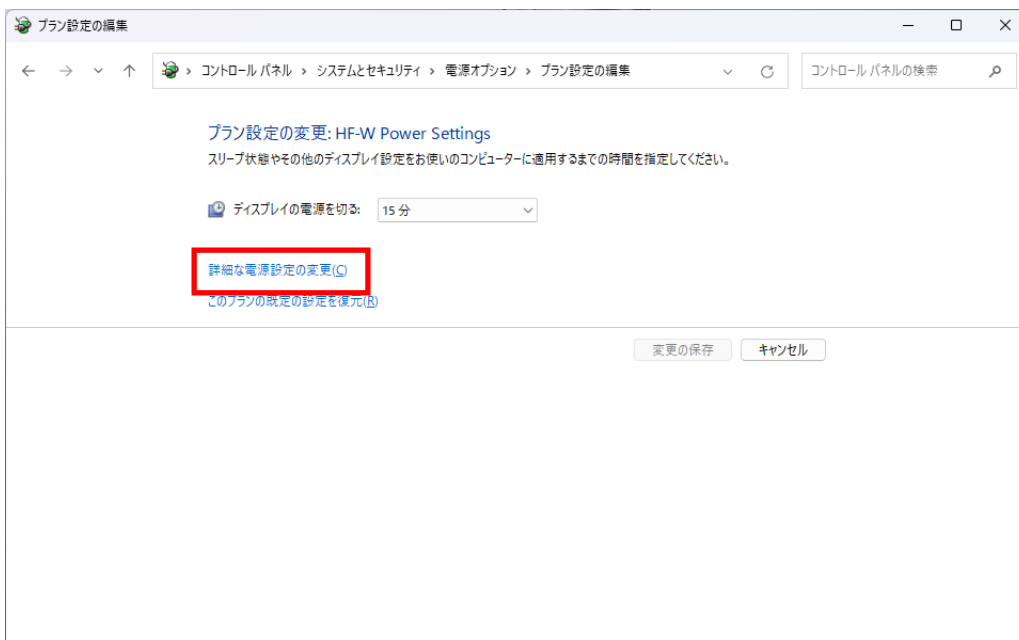 プラン設定の編集
コントロール パネル › システムとセキュリティ › 電源オプション › プラン設定の編集
コントロール パネルの検索
プラン設定の変更: HF-W Power Settings
スリープ状態やその他のディスプレイ設定をお使いのコンピューターに適用するまでの時間を指定してください。
ディスプレイの電源を切る: 15 分
詳細な電源設定の変更(C)
このプランの既定の設定を復元(R)
変更の保存 キャンセル